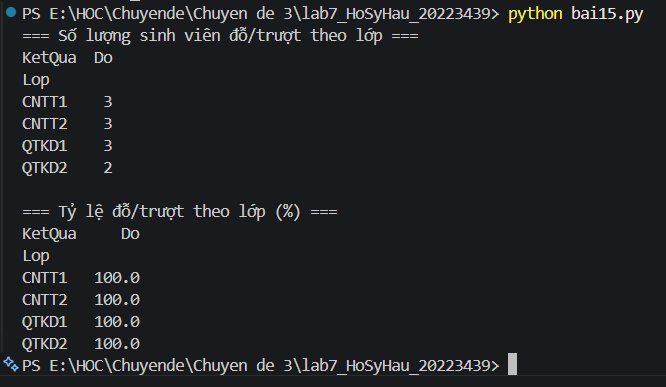 PS E:\HOC\Chuyende\Chuyen de 3\lab7_HoSyHau_20223439> python bai15.py
=== Số lượng sinh viên đỗ/trượt theo lớp ===
KetQua  Do
Lop
CNTT1    3
CNTT2    3
QTKD1    3
QTKD2    2

=== Tỷ lệ đỗ/trượt theo lớp (%) ===
KetQua     Do
Lop
CNTT1   100.0
CNTT2   100.0
QTKD1   100.0
QTKD2   100.0
PS E:\HOC\Chuyende\Chuyen de 3\lab7_HoSyHau_20223439>